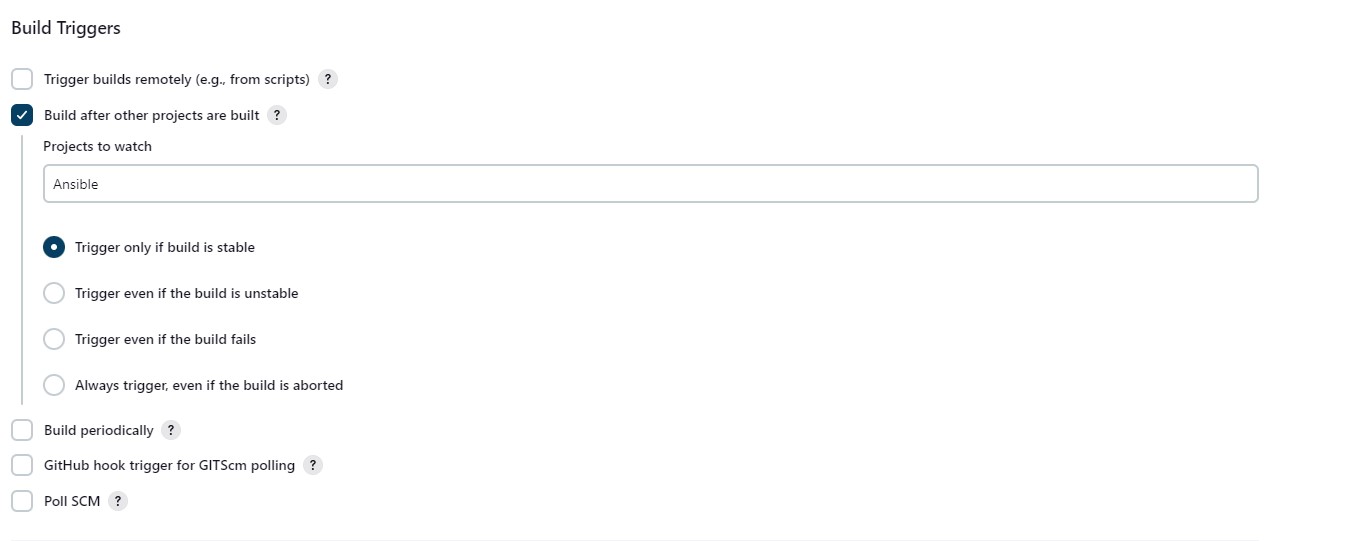 Build Triggers
Trigger builds remotely (e.g., from scripts) ?
Build after other projects are built ?
Projects to watch
Ansible
Trigger only if build is stable
Trigger even if the build is unstable
Trigger even if the build fails
Always trigger, even if the build is aborted
Build periodically ?
GitHub hook trigger for GITScm polling ?
Poll SCM ?